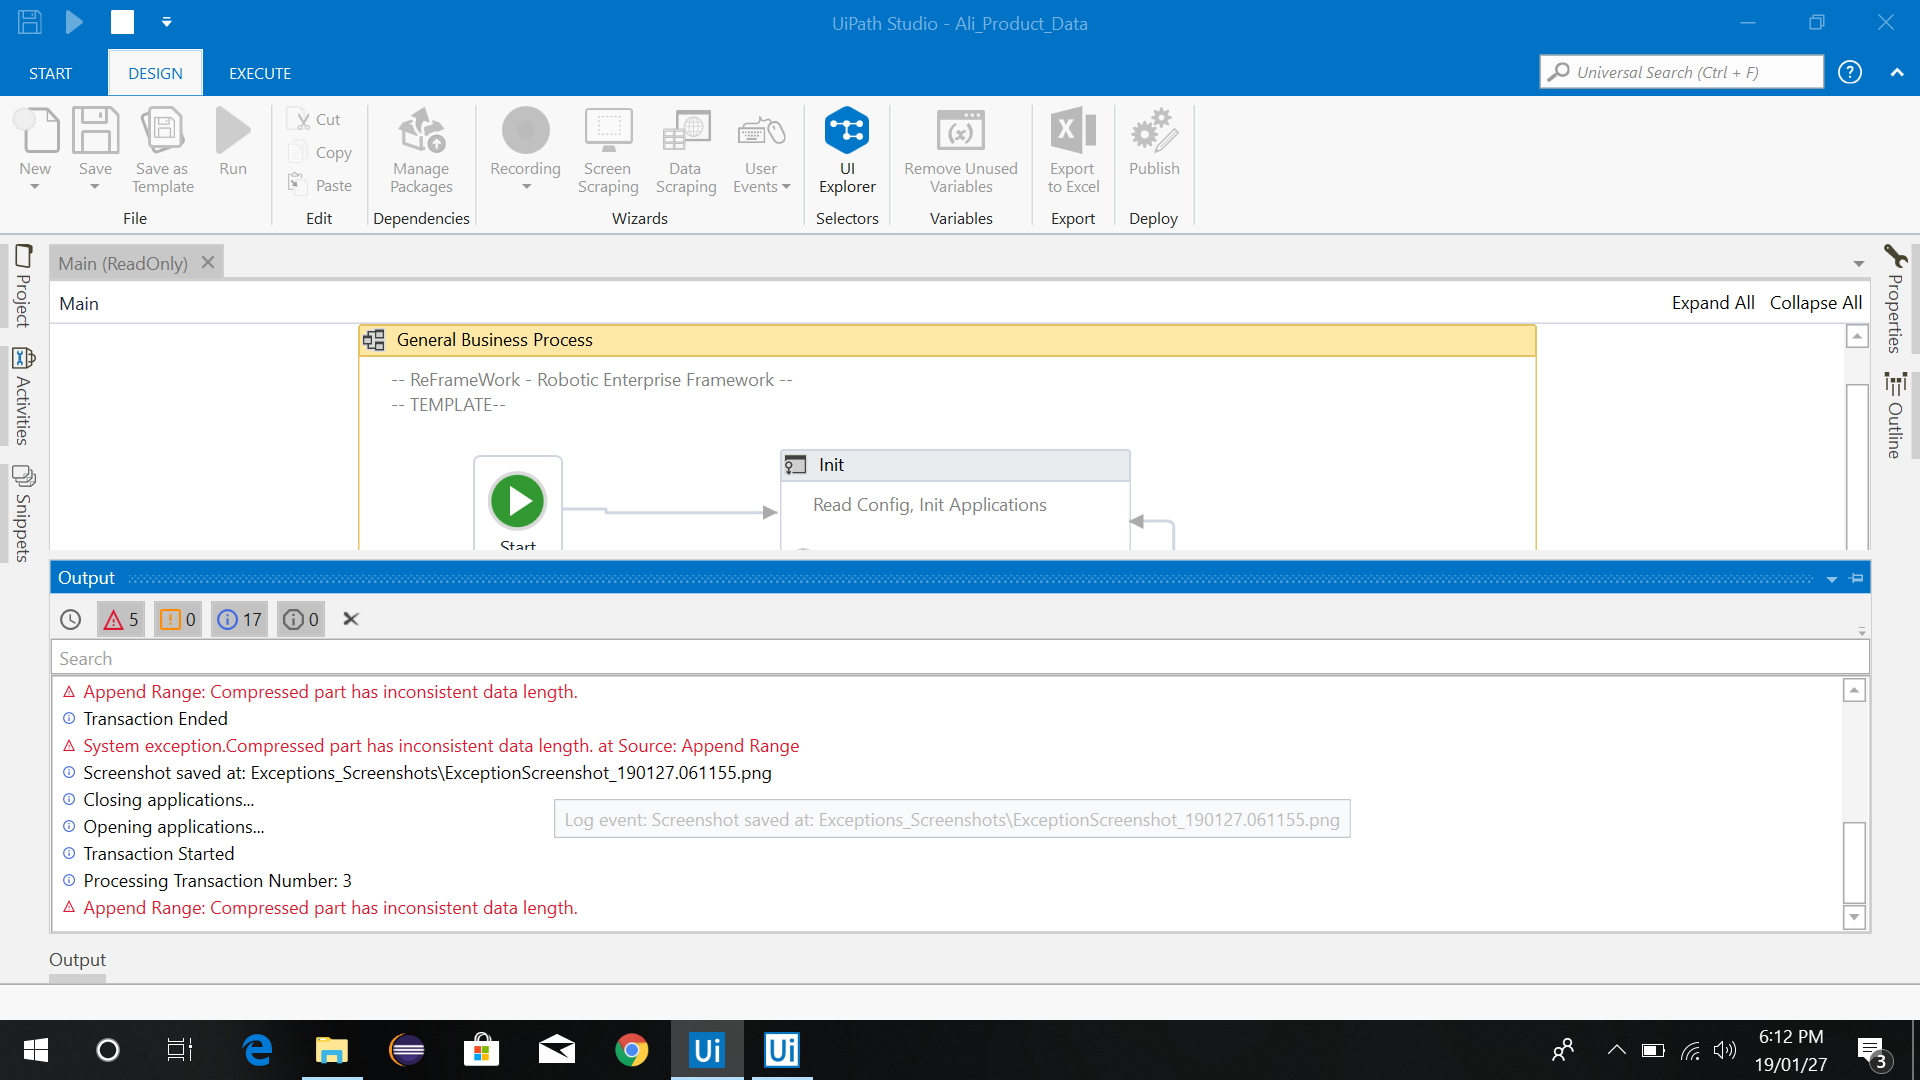 UiPath Studio - Ali_Product_Data
START
DESIGN
EXECUTE
Universal Search (Ctrl + F)
New
Save
Save as
Template
Run
File
Cut
Copy
Paste
Edit
Manage
Packages
Dependencies
Recording
Screen
Scraping
Data
Scraping
User
Events
Wizards
UI
Explorer
Selectors
Remove Unused
Variables
Variables
Export
to Excel
Export
Publish
Deploy
Project
Activities
Snippets
Properties
Outline
Main (ReadOnly)
Main
Expand All
Collapse All
General Business Process
-- ReFrameWork - Robotic Enterprise Framework --
-- TEMPLATE--
Start
Init
Read Config, Init Applications
Output
5
0
17
0
Search
Append Range: Compressed part has inconsistent data length.
Transaction Ended
System exception.Compressed part has inconsistent data length. at Source: Append Range
Screenshot saved at: Exceptions_Screenshots\ExceptionScreenshot_190127.061155.png
Closing applications...
Opening applications...
Log event: Screenshot saved at: Exceptions_Screenshots\ExceptionScreenshot_190127.061155.png
Transaction Started
Processing Transaction Number: 3
Append Range: Compressed part has inconsistent data length.
Output
Ui
Ui
6:12 PM
19/01/27
3